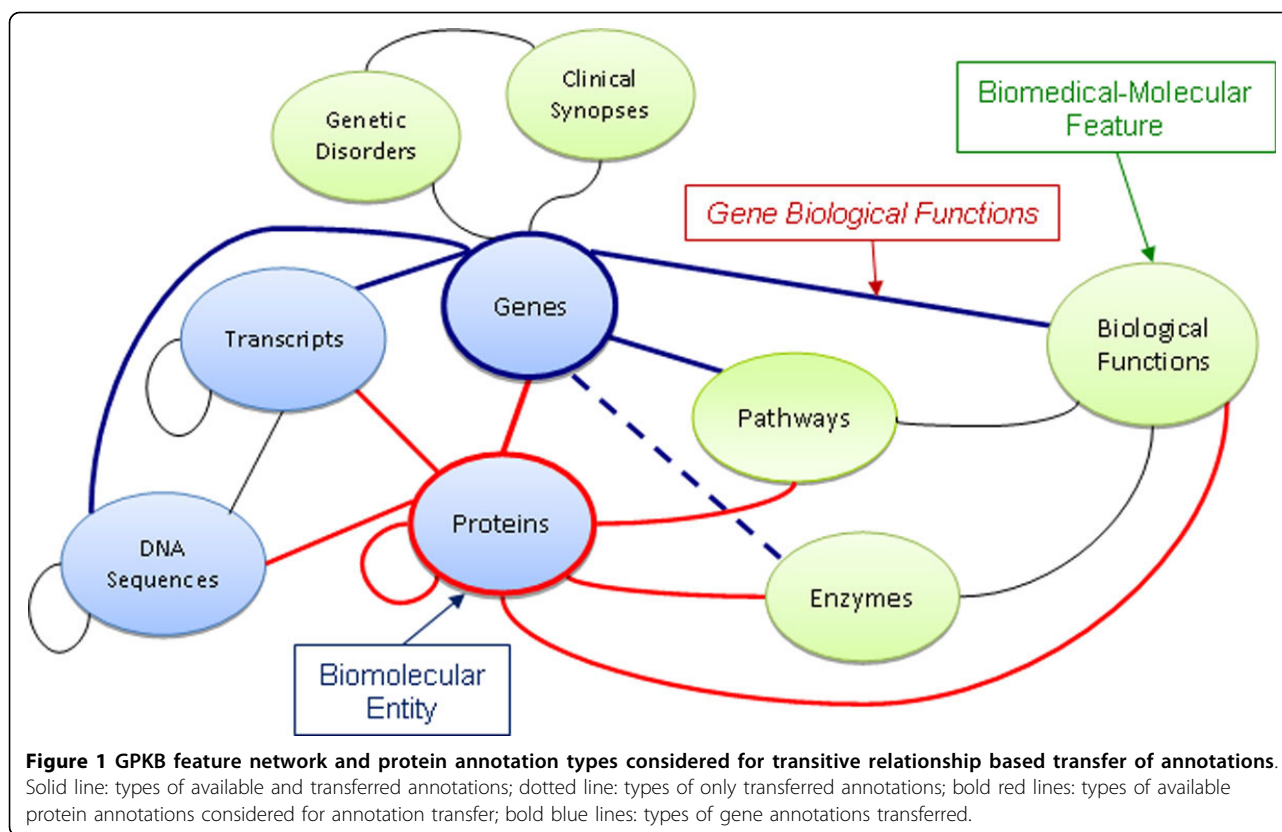 Genetic
Disorders
Clinical
Synopses
Biomedical-Molecular
Feature
Gene Biological Functions
Genes
Transcripts
Biological
Functions
Pathways
Proteins
DNA
Sequences
Enzymes
Biomolecular
Entity
Figure 1 GPKB feature network and protein annotation types considered for transitive relationship based transfer of annotations.
Solid line: types of available and transferred annotations; dotted line: types of only transferred annotations; bold red lines: types of available
protein annotations considered for annotation transfer; bold blue lines: types of gene annotations transferred.